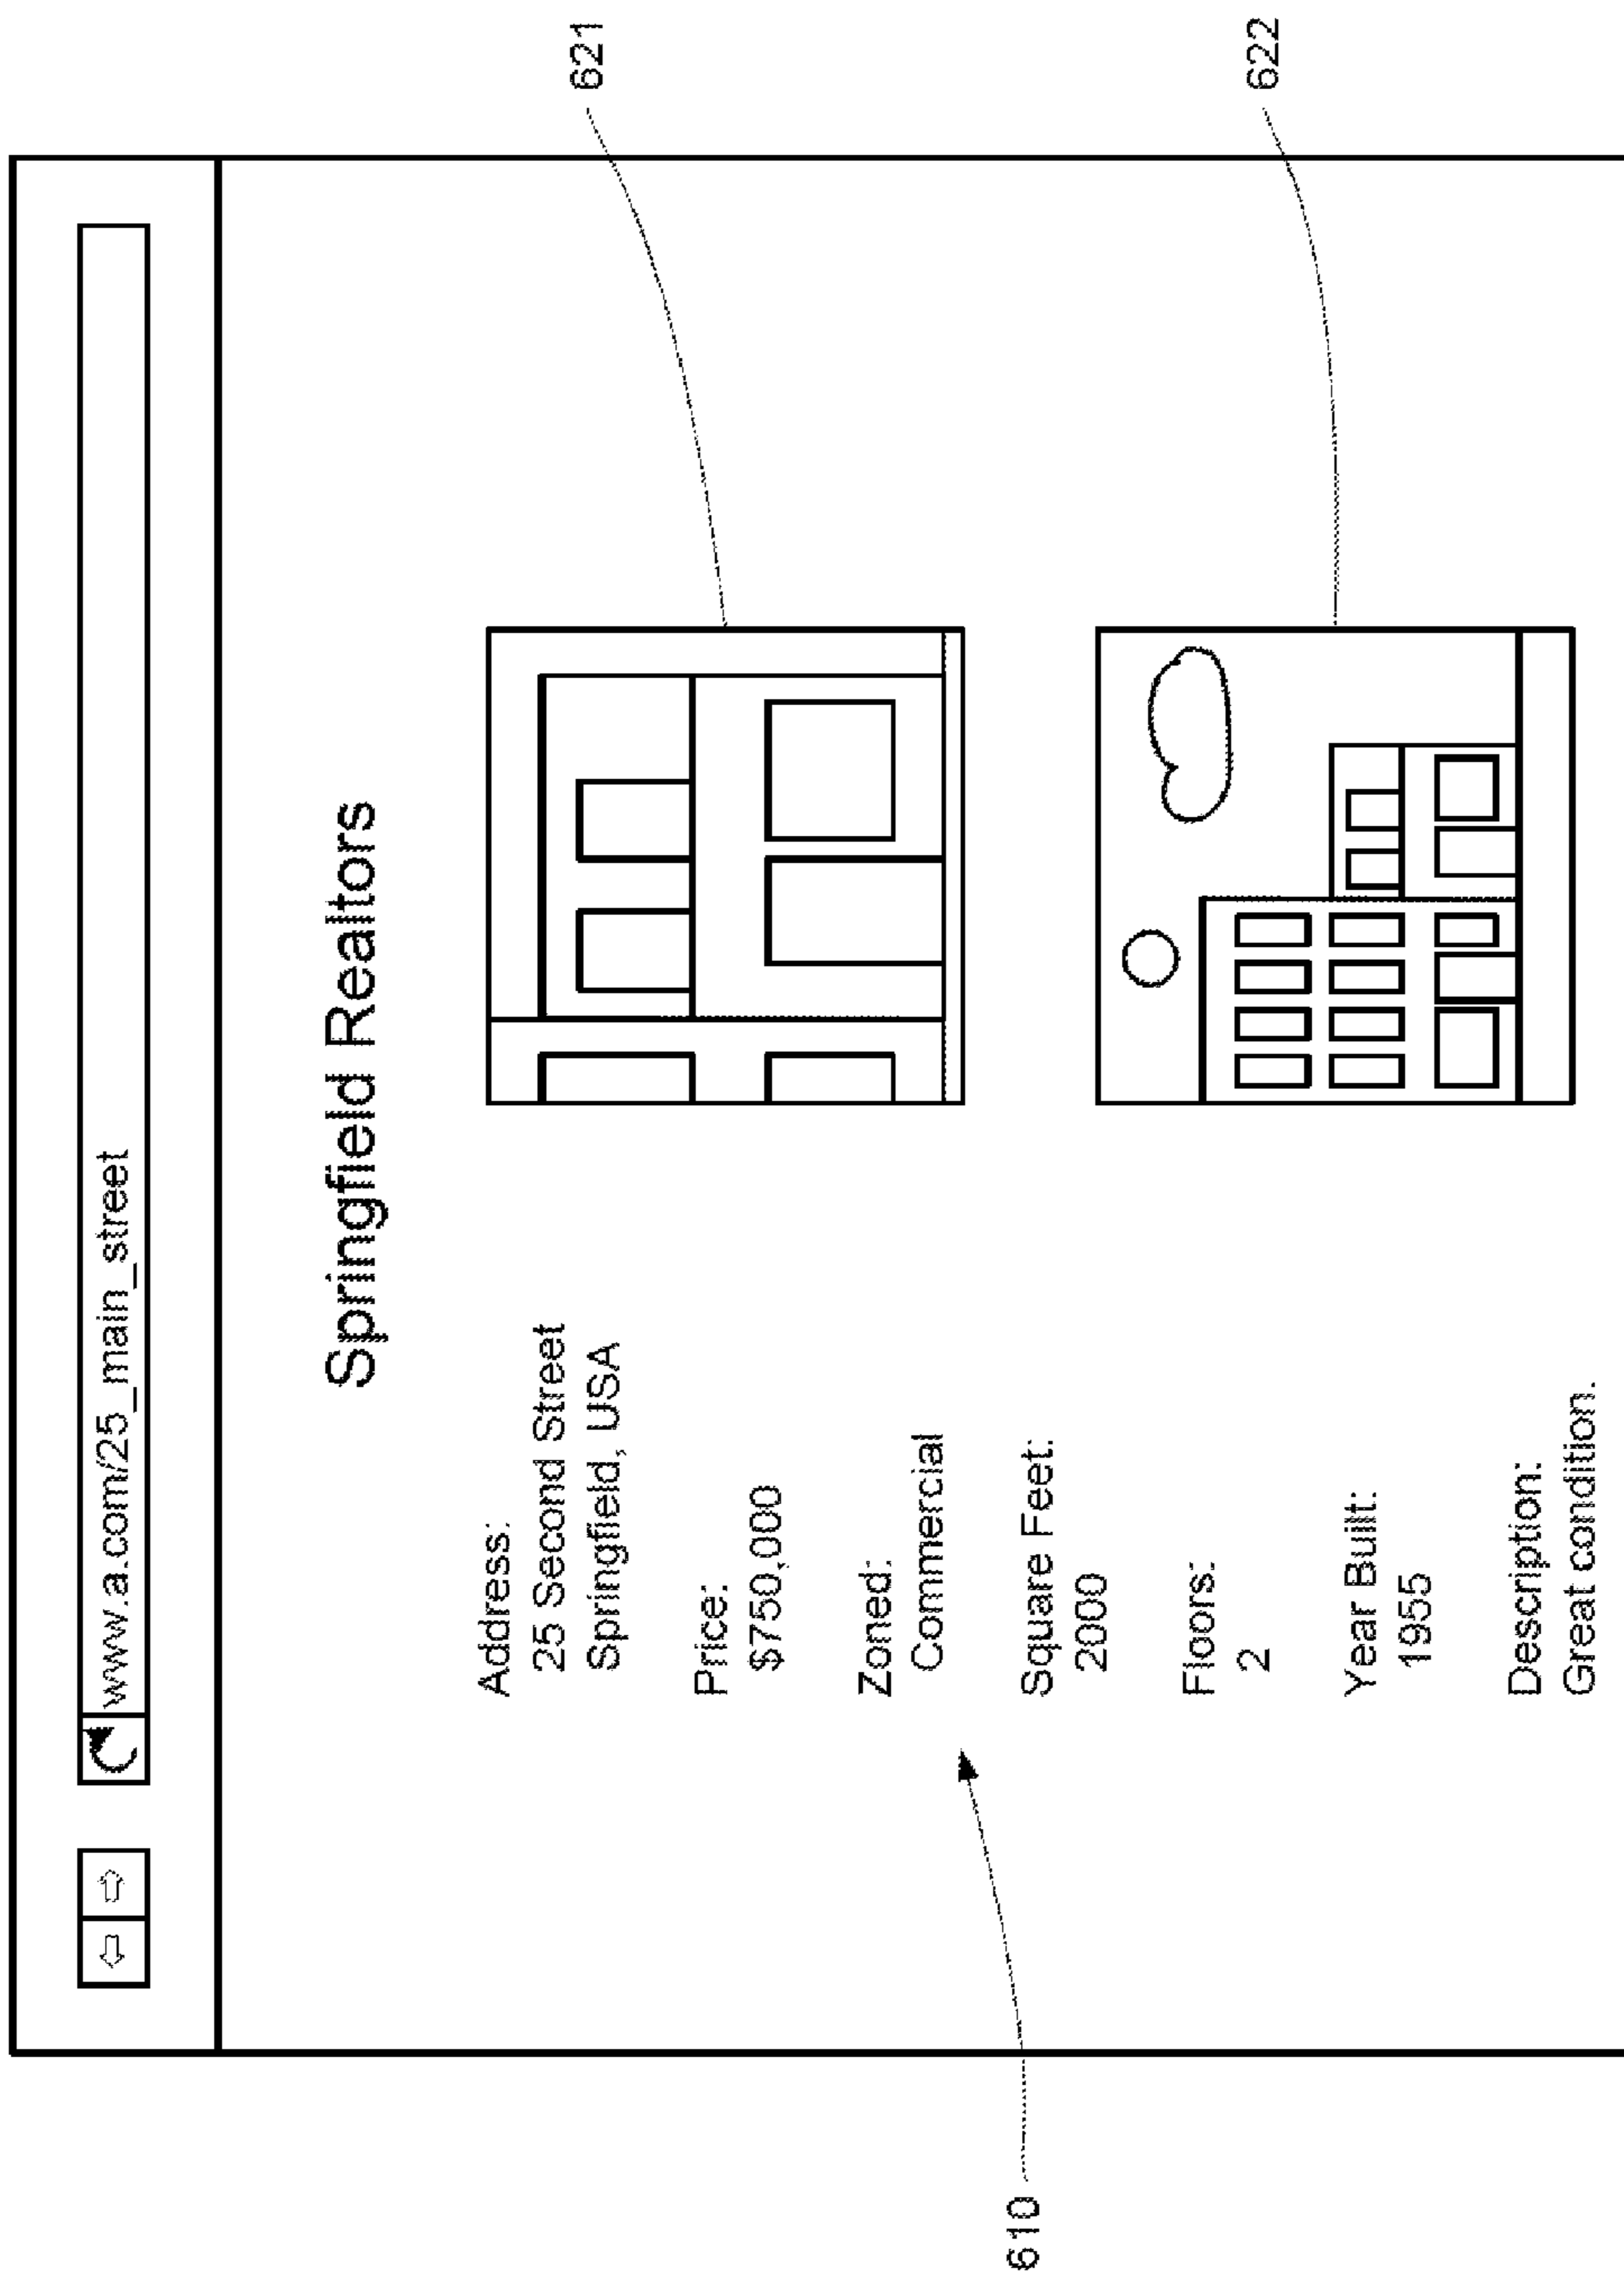 www.a.com/25_main_street
Springfield Realtors
Address:
25 Second Street
Springfield, USA
Price:
$750,000
Zoned:
Commercial
Square Feet:
2000
Floors:
2
Year Built:
1955
Description:
Great condition.
610
621
622